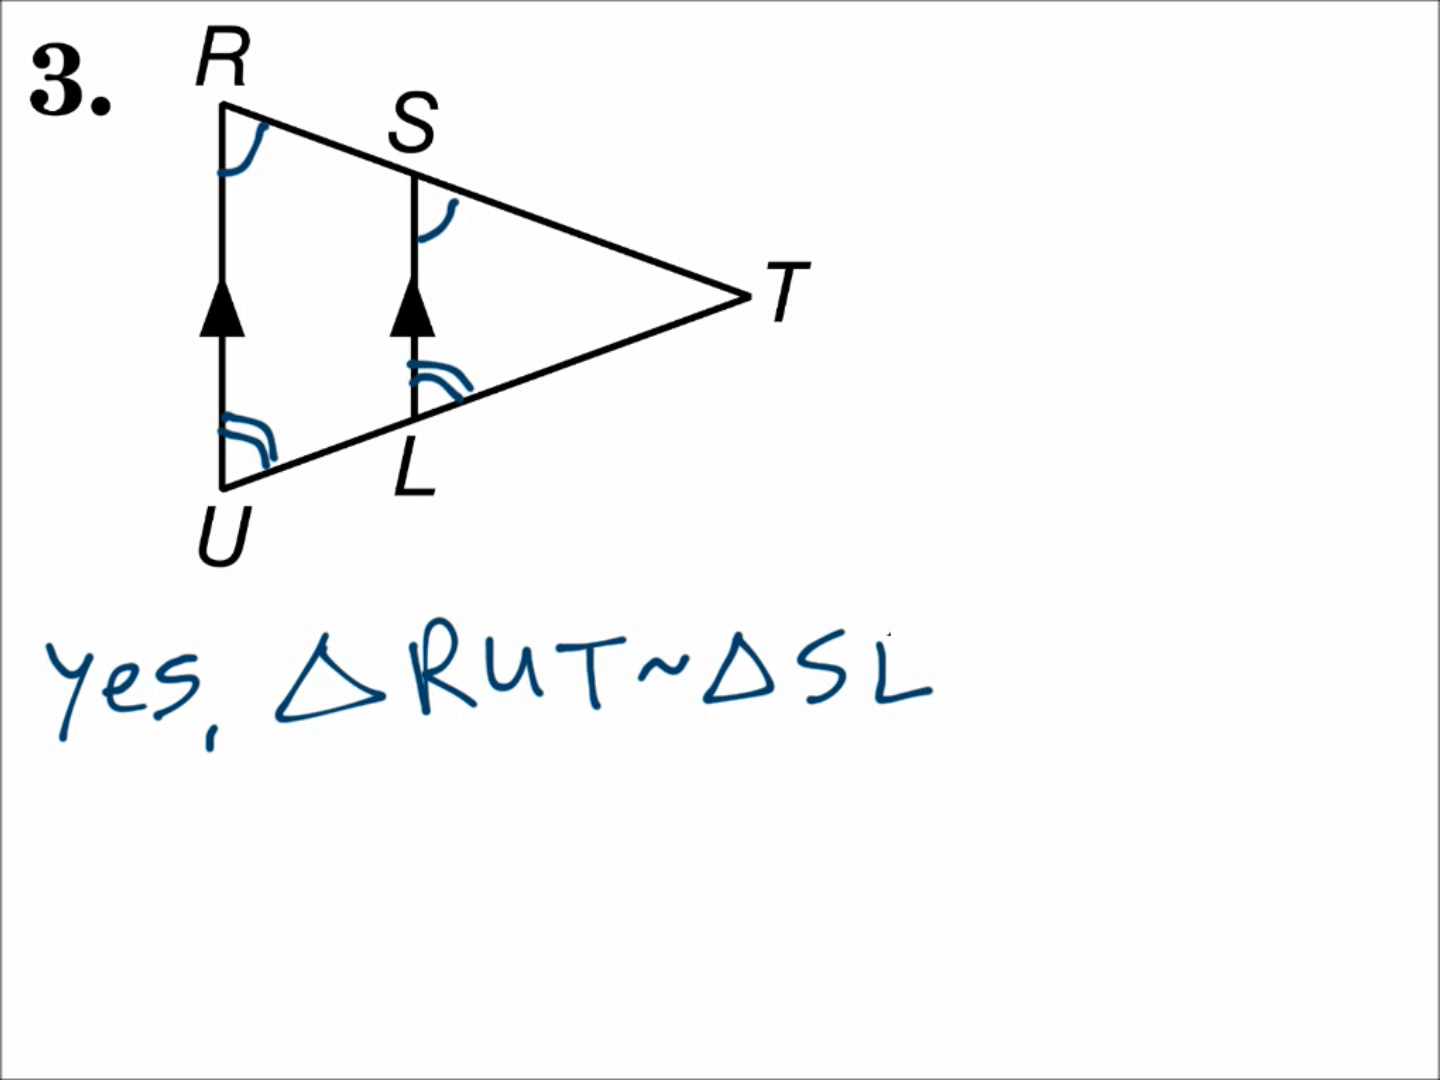 3.
R
S
T
L
U
yes, △RUT~△SL